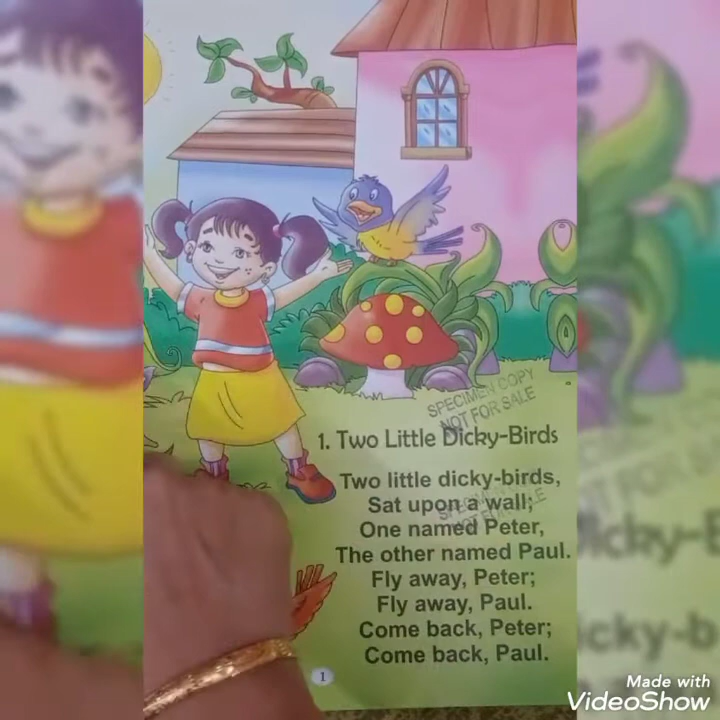 SPECIMEN COPY
NOT FOR SALE
1. Two Little Dicky-Birds
Two little dicky-birds,
Sat upon a wall;
One named Peter,
The other named Paul.
Fly away, Peter;
Fly away, Paul.
Come back, Peter;
Come back, Paul.
1
Made with
VideoShow